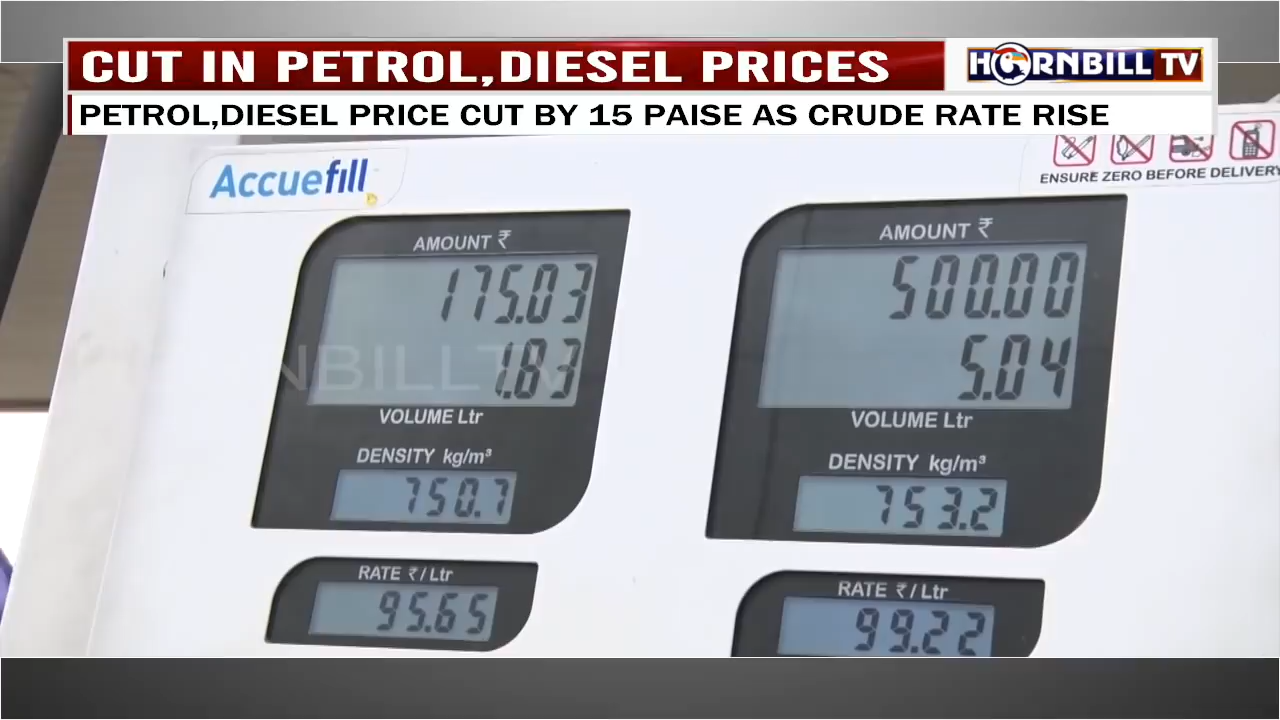 CUT IN PETROL,DIESEL PRICES
HORNBILL TV
PETROL,DIESEL PRICE CUT BY 15 PAISE AS CRUDE RATE RISE
Accuefill
ENSURE ZERO BEFORE DELIVERY
AMOUNT ₹
175.03
1.83
VOLUME Ltr
DENSITY kg/m³
750.7
RATE ₹/Ltr
95.65
AMOUNT ₹
500.00
5.04
VOLUME Ltr
DENSITY kg/m³
753.2
RATE ₹/Ltr
99.22
HORNBILL TV